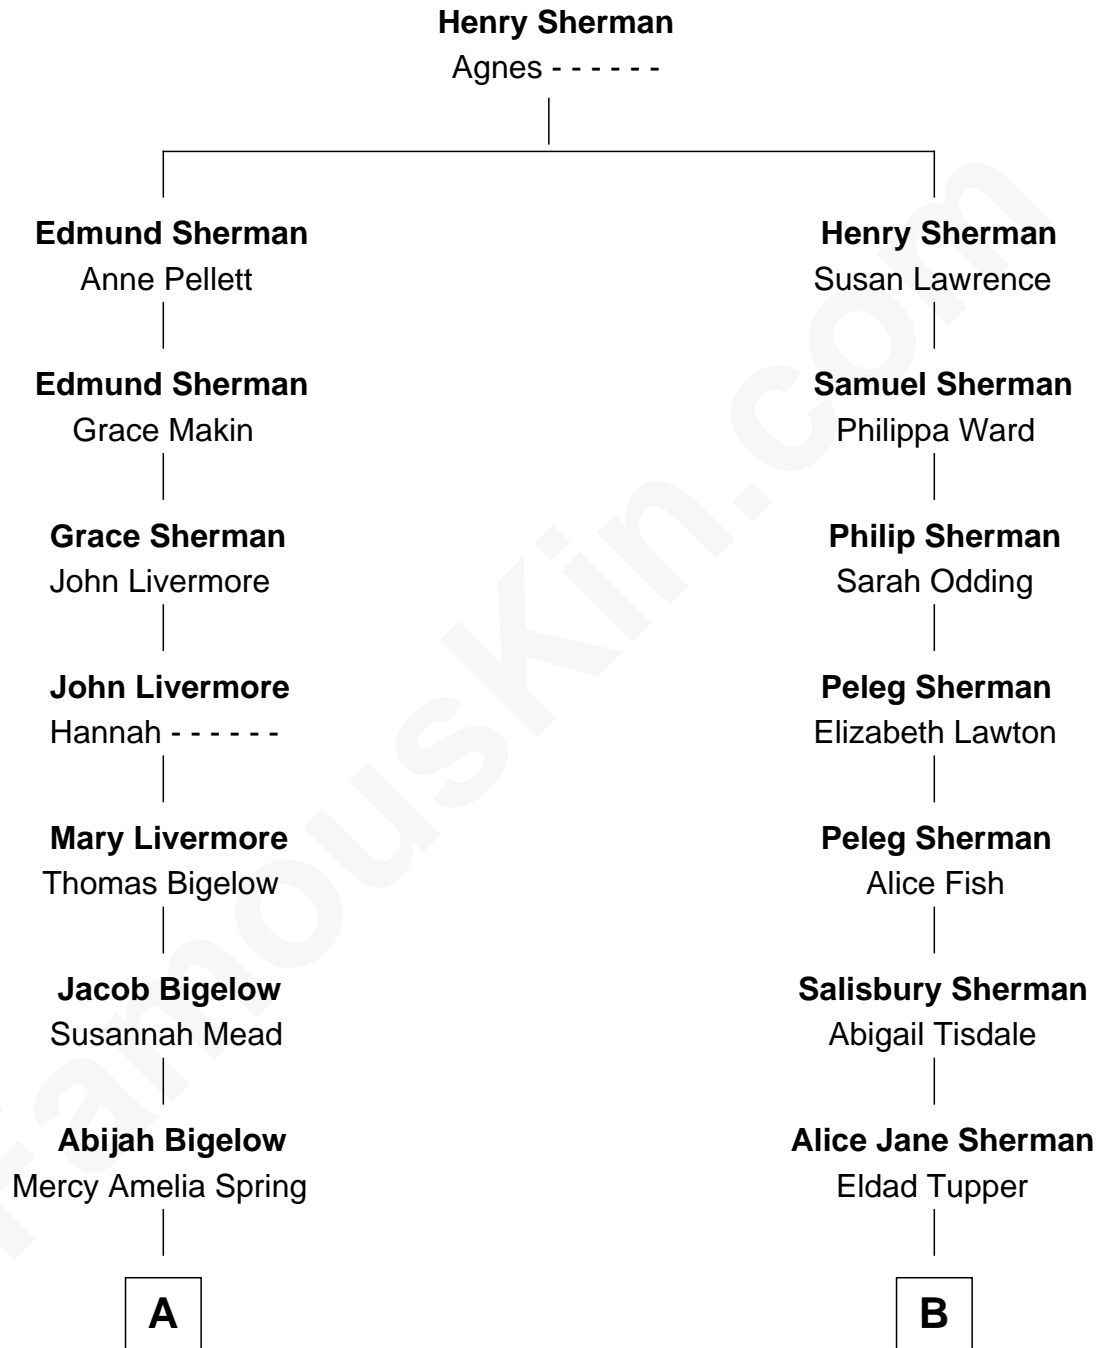 Henry Sherman
Agnes - - - - - -
Edmund Sherman
Anne Pellett
Henry Sherman
Susan Lawrence
Edmund Sherman
Grace Makin
Samuel Sherman
Philippa Ward
Grace Sherman
John Livermore
Philip Sherman
Sarah Odding
John Livermore
Hannah - - - - - -
Peleg Sherman
Elizabeth Lawton
Mary Livermore
Thomas Bigelow
Peleg Sherman
Alice Fish
Jacob Bigelow
Susannah Mead
Salisbury Sherman
Abigail Tisdale
Abijah Bigelow
Mercy Amelia Spring
Alice Jane Sherman
Eldad Tupper
A
B
FamousKin.com